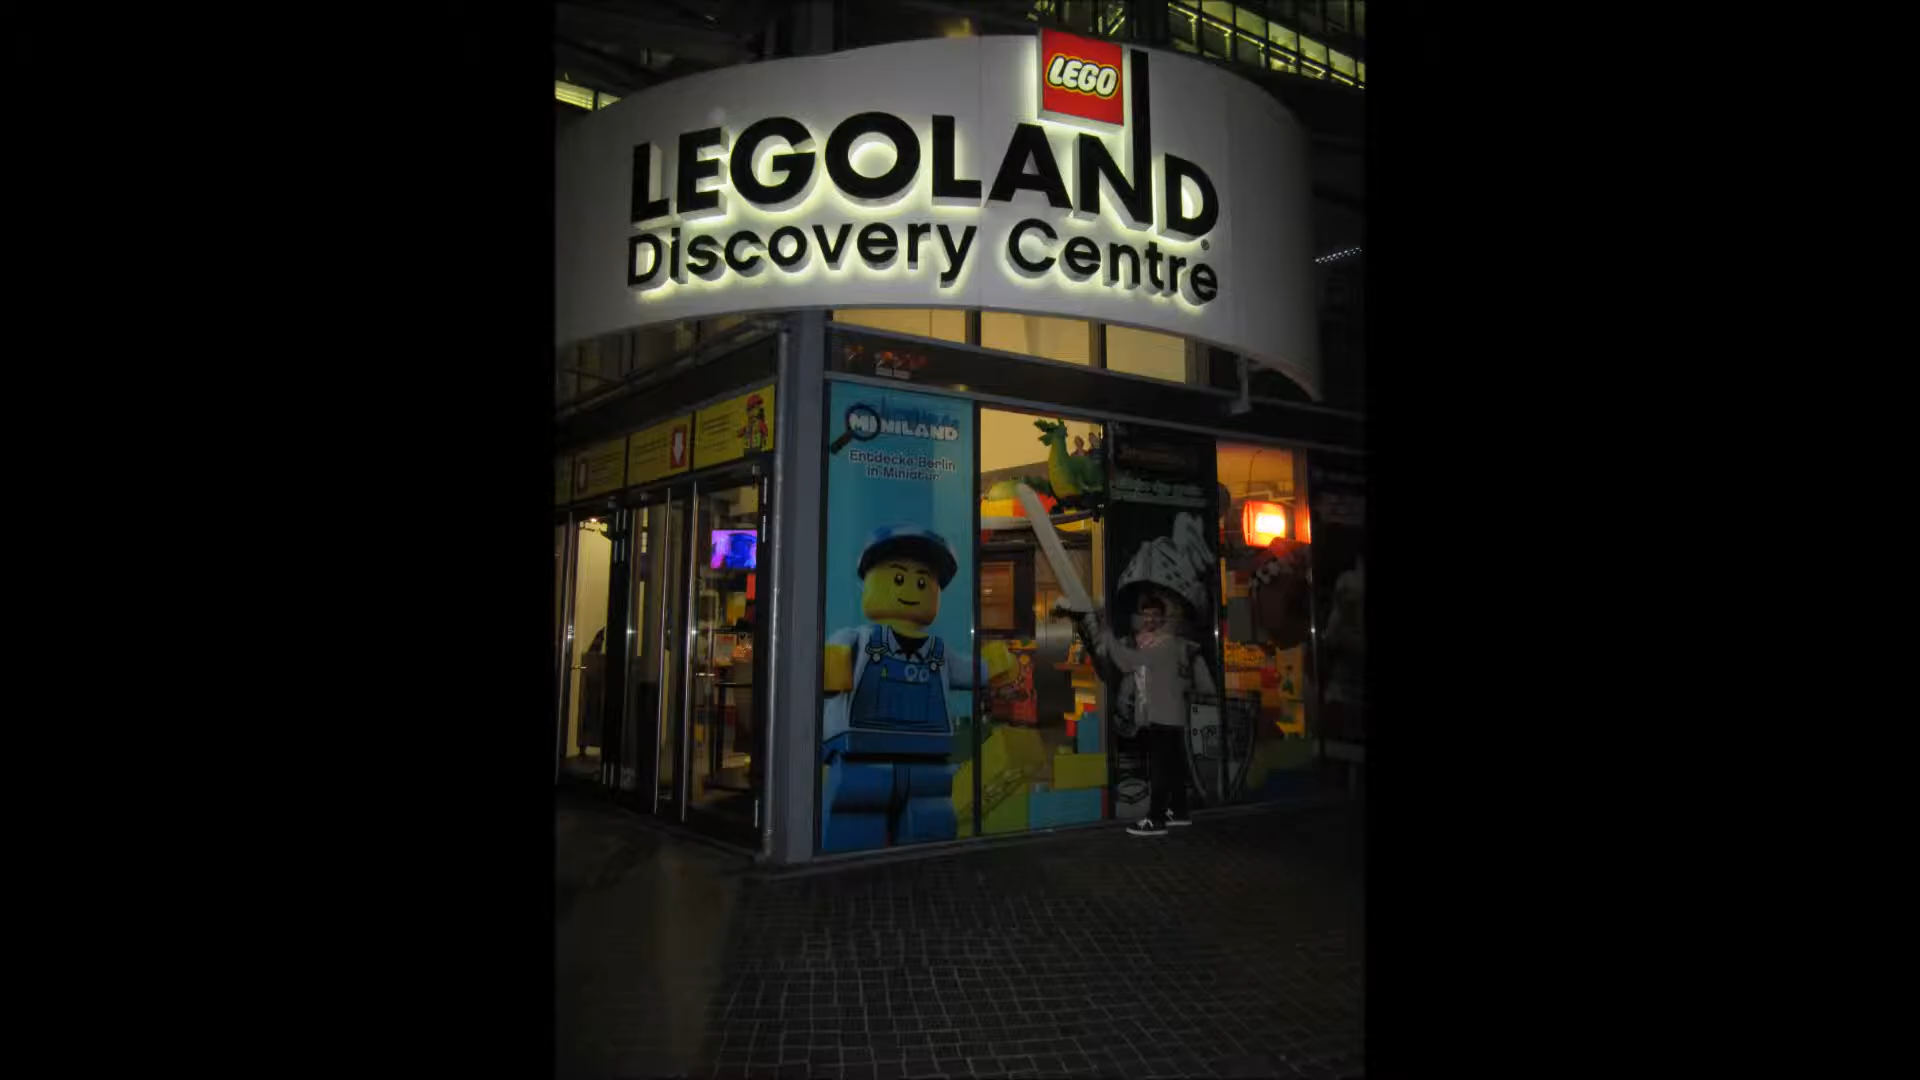 LEGO
LEGOLAND®
Discovery Centre
MINILAND
Entdecke Berlin
in Miniatur